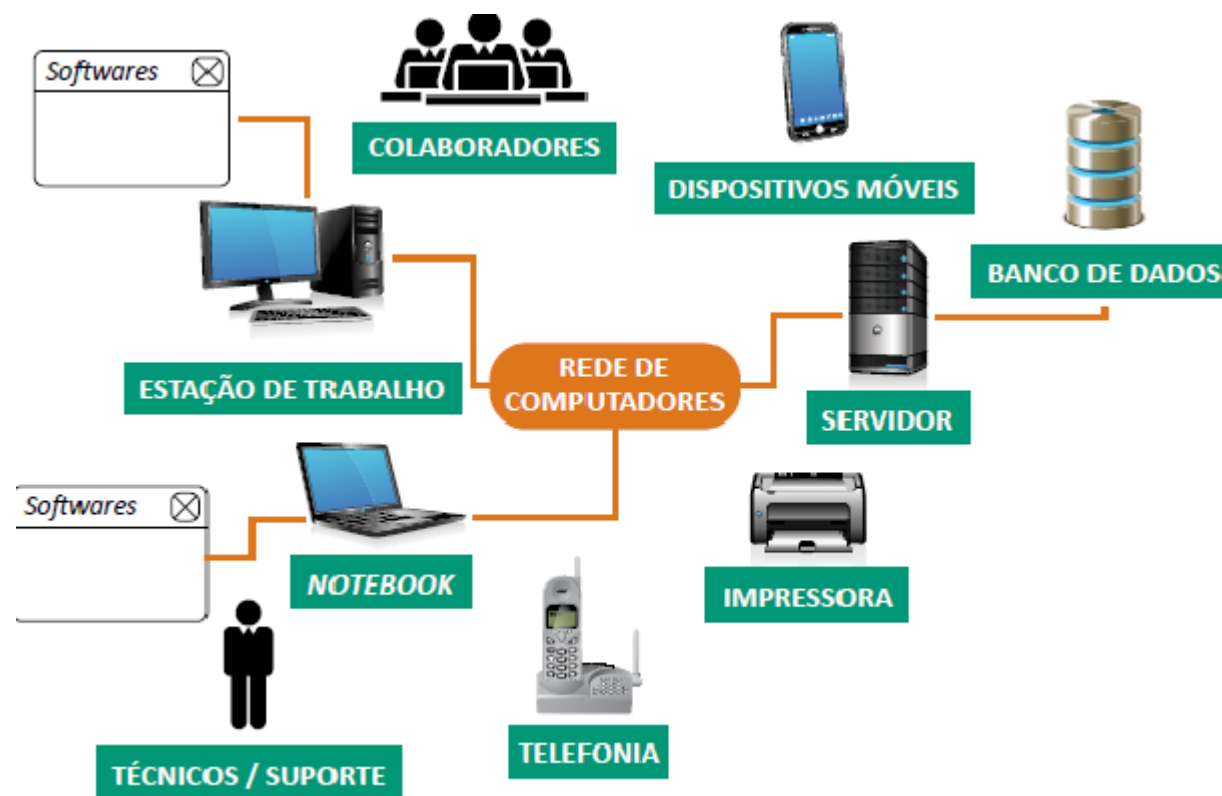 Softwares
COLABORADORES
DISPOSITIVOS MÓVEIS
BANCO DE DADOS
ESTAÇÃO DE TRABALHO
REDE DE
COMPUTADORES
SERVIDOR
Softwares
NOTEBOOK
IMPRESSORA
TELEFONIA
TÉCNICOS / SUPORTE